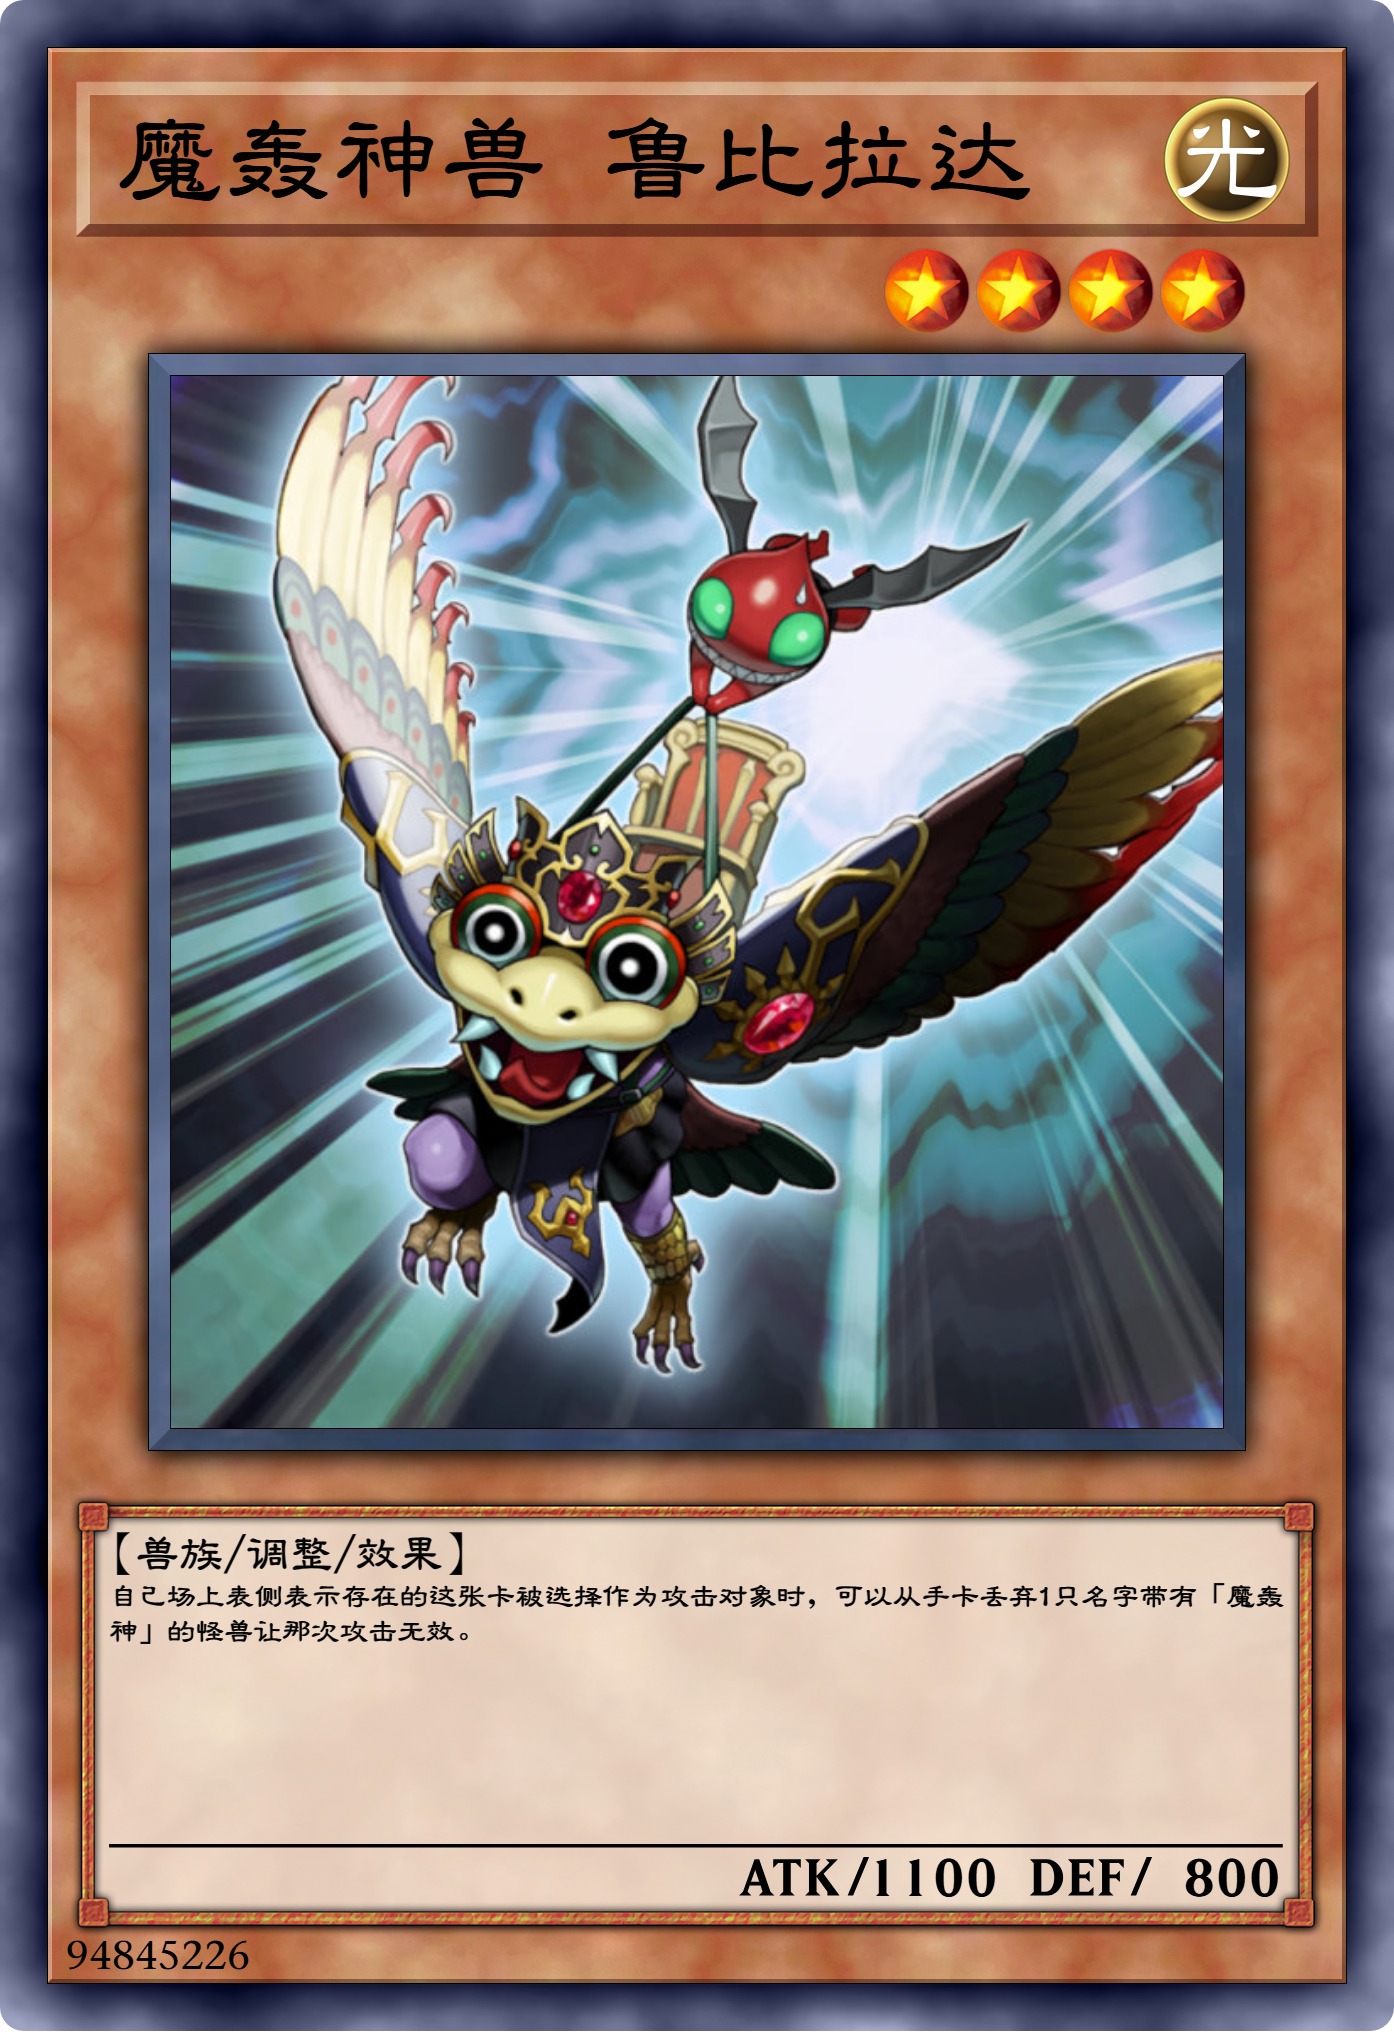 魔轰神兽 鲁比拉达
光
【兽族/调整/效果】
自己场上表侧表示存在的这张卡被选择作为攻击对象时，可以从手卡丢弃1只名字带有「魔轰
神」的怪兽让那次攻击无效。
ATK/1100 DEF/ 800
94845226